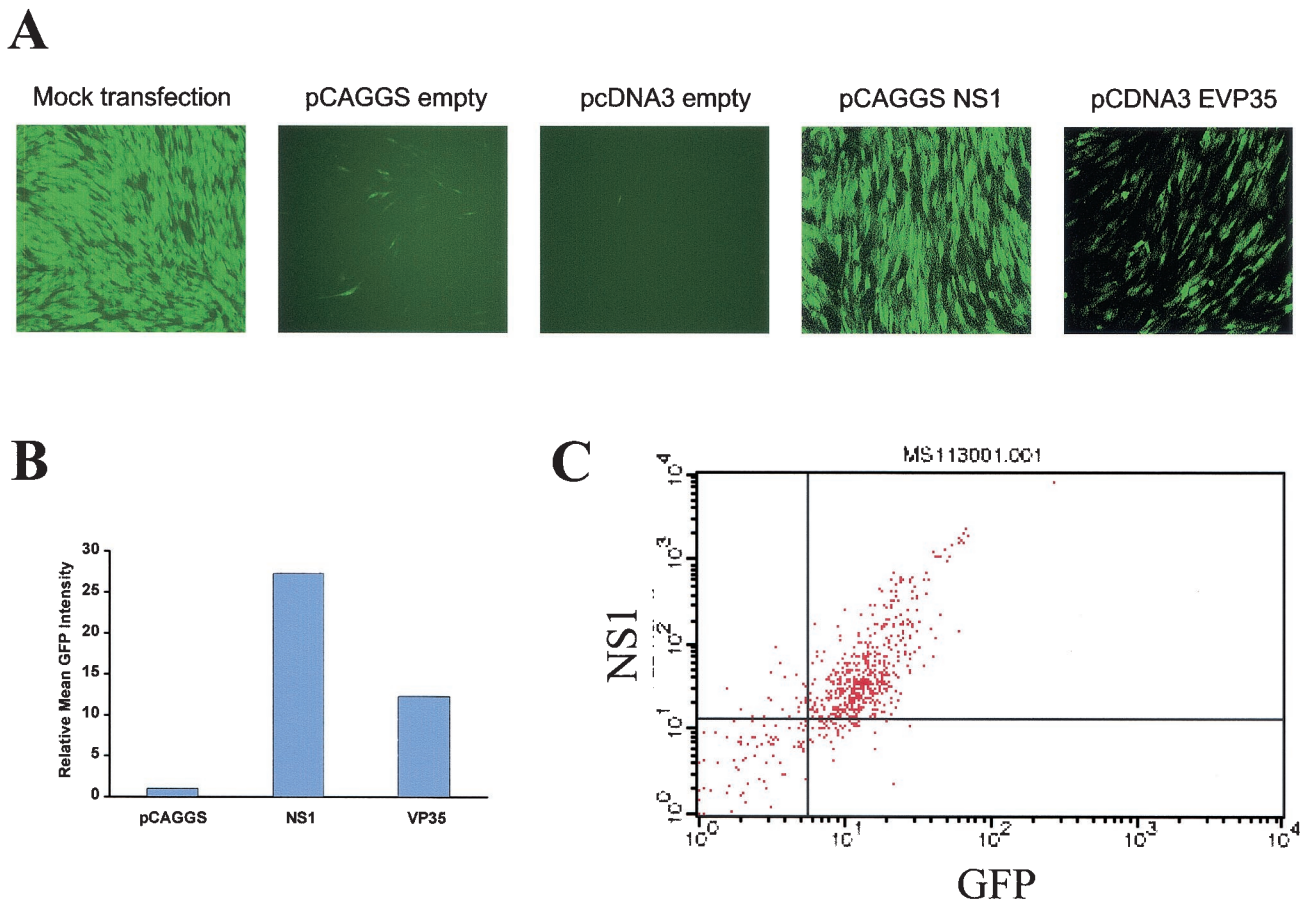 A
Mock transfection
pCAGGS empty
pcDNA3 empty
pCAGGS NS1
pCDNA3 EVP35
B
Relative Mean GFP Intensity
30
25
20
15
10
5
0
pCAGGS
NS1
VP35
C
MS113001.001
NS1
10^4
10^3
10^2
10^1
10^0
10^0
10^1
10^2
10^3
10^4
GFP